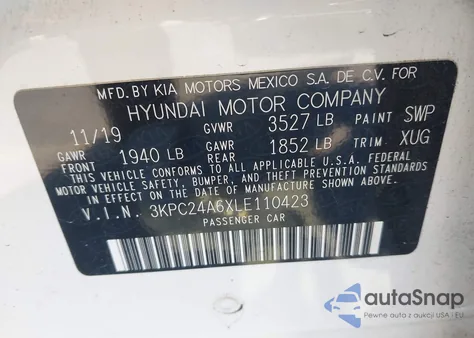 MFD.BY KIA MOTORS MEXICO S.A. DE C.V. FOR
HYUNDAI MOTOR COMPANY
11/19 GVWR 3527 LB PAINT SWP
GAWR FRONT 1940 LB GAWR REAR 1852 LB TRIM XUG
THIS VEHICLE CONFORMS TO ALL APPLICABLE U.S.A. FEDERAL
MOTOR VEHICLE SAFETY, BUMPER, AND THEFT PREVENTION STANDARDS
IN EFFECT ON THE DATE OF MANUFACTURE SHOWN ABOVE.
V.I.N. 3KPC24A6XLE110423
PASSENGER CAR
autoSnap
Pewne auta z aukcji USA i EU